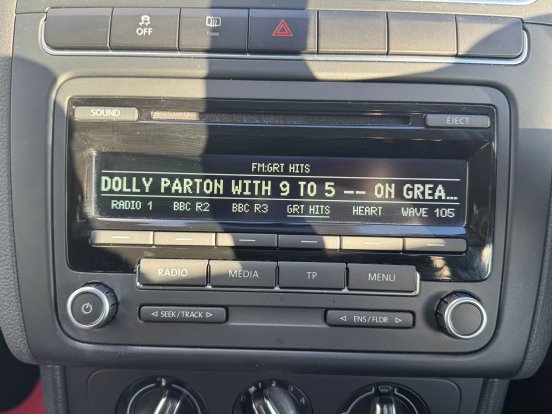 OFF
SOUND
EJECT
FM:GRT HITS
DOLLY PARTON WITH 9 TO 5 -- ON GREA...
RADIO 1 BBC R2 BBC R3 GRT HITS HEART WAVE 105
RADIO MEDIA TP MENU
SEEK / TRACK
ENS / FLDR